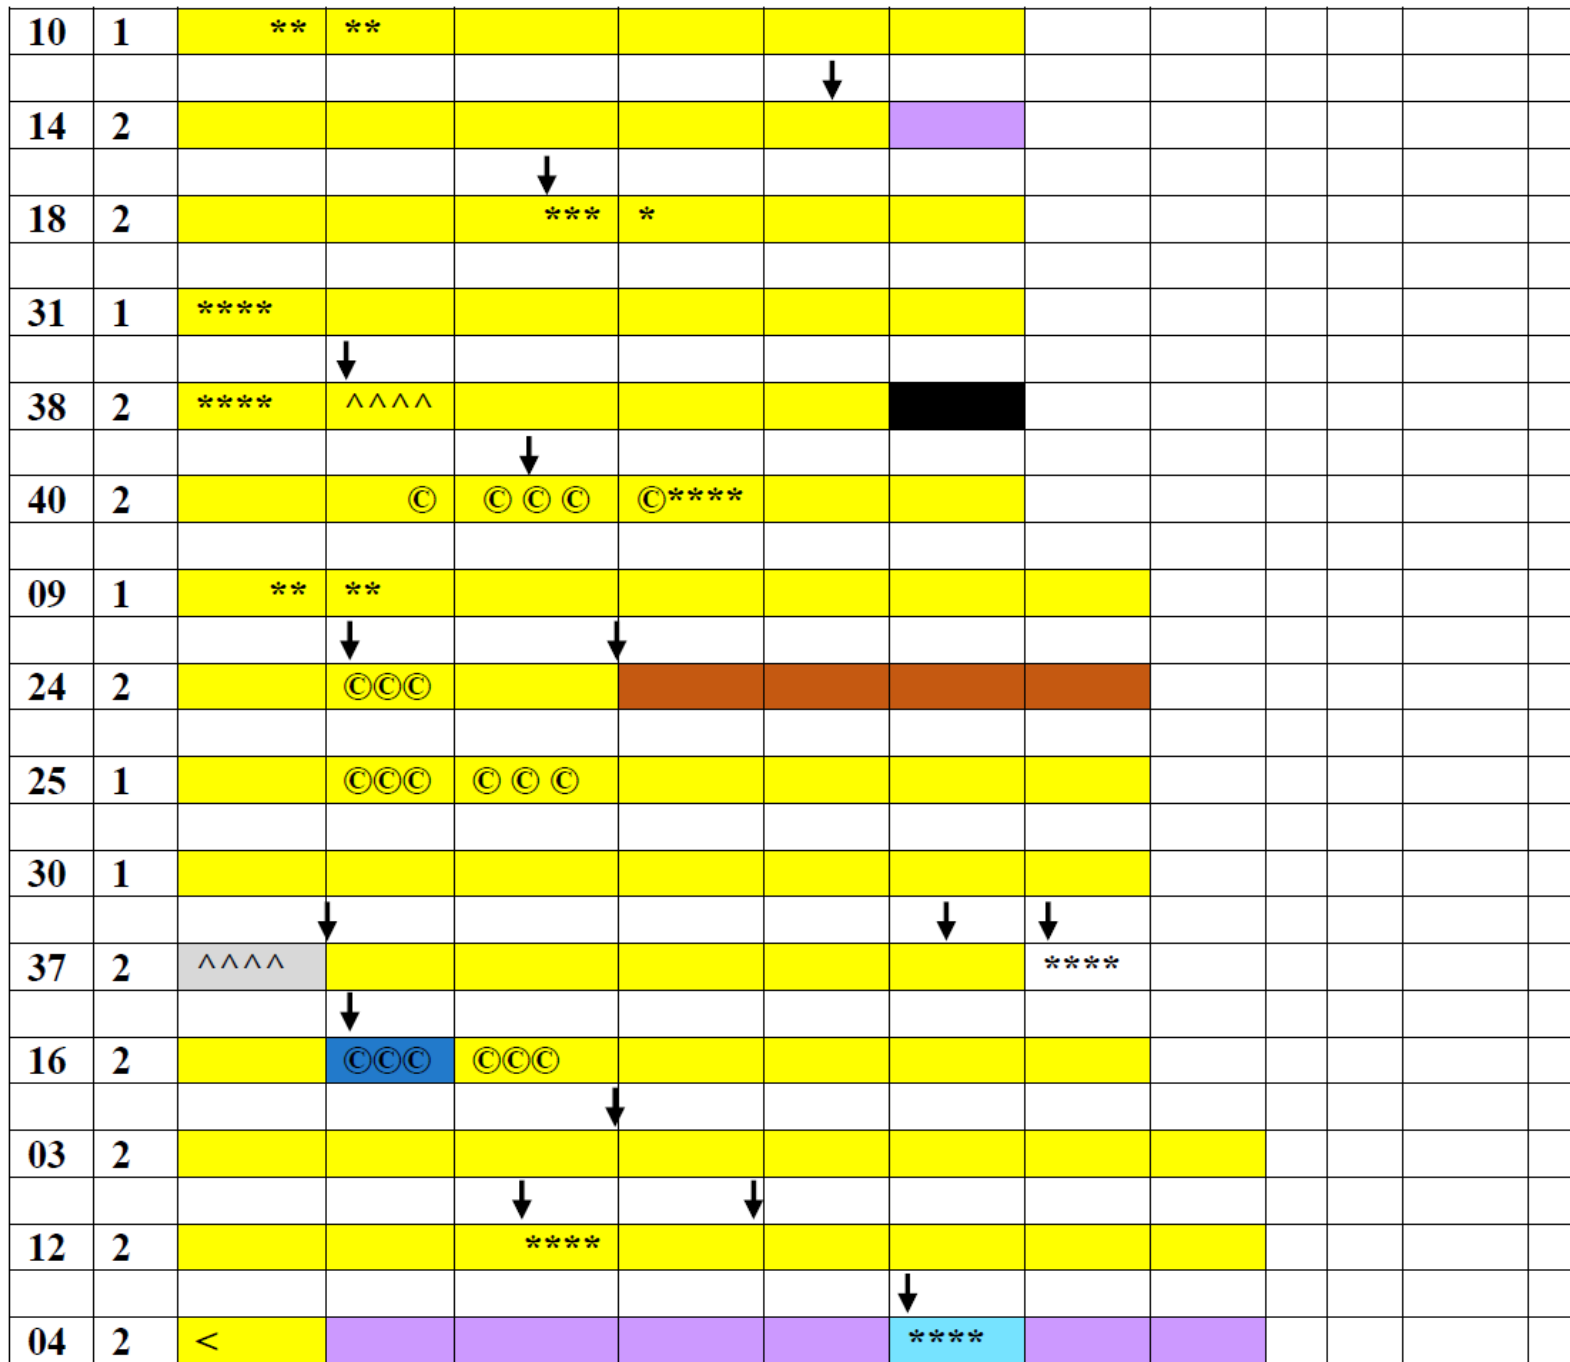 10 1 ** **
↓
14 2
↓
18 2 *** *
31 1 ****
↓
38 2 **** ^^^^
↓
40 2 © © © © ©****
09 1 ** **
↓ ↓
24 2 ©©©
25 1 ©©© © © ©
30 1
↓ ↓ ↓
37 2 ^^^^ ****
↓
16 2 ©©© ©©©
↓
03 2
↓ ↓
12 2 ****
↓
04 2 < ****